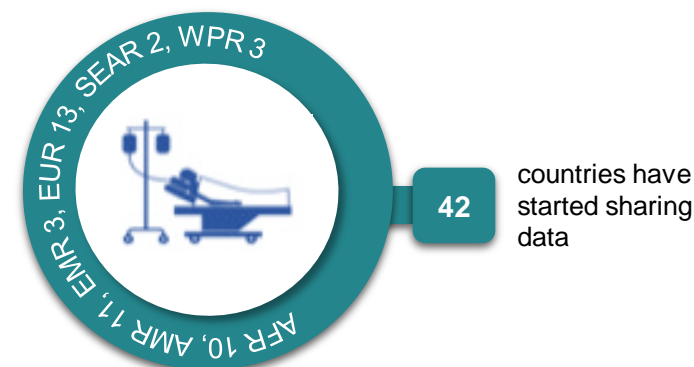 AFR 10, AMR 11, EMR 3, EUR 13, SEAR 2, WPR 3
42
countries have
started sharing
data